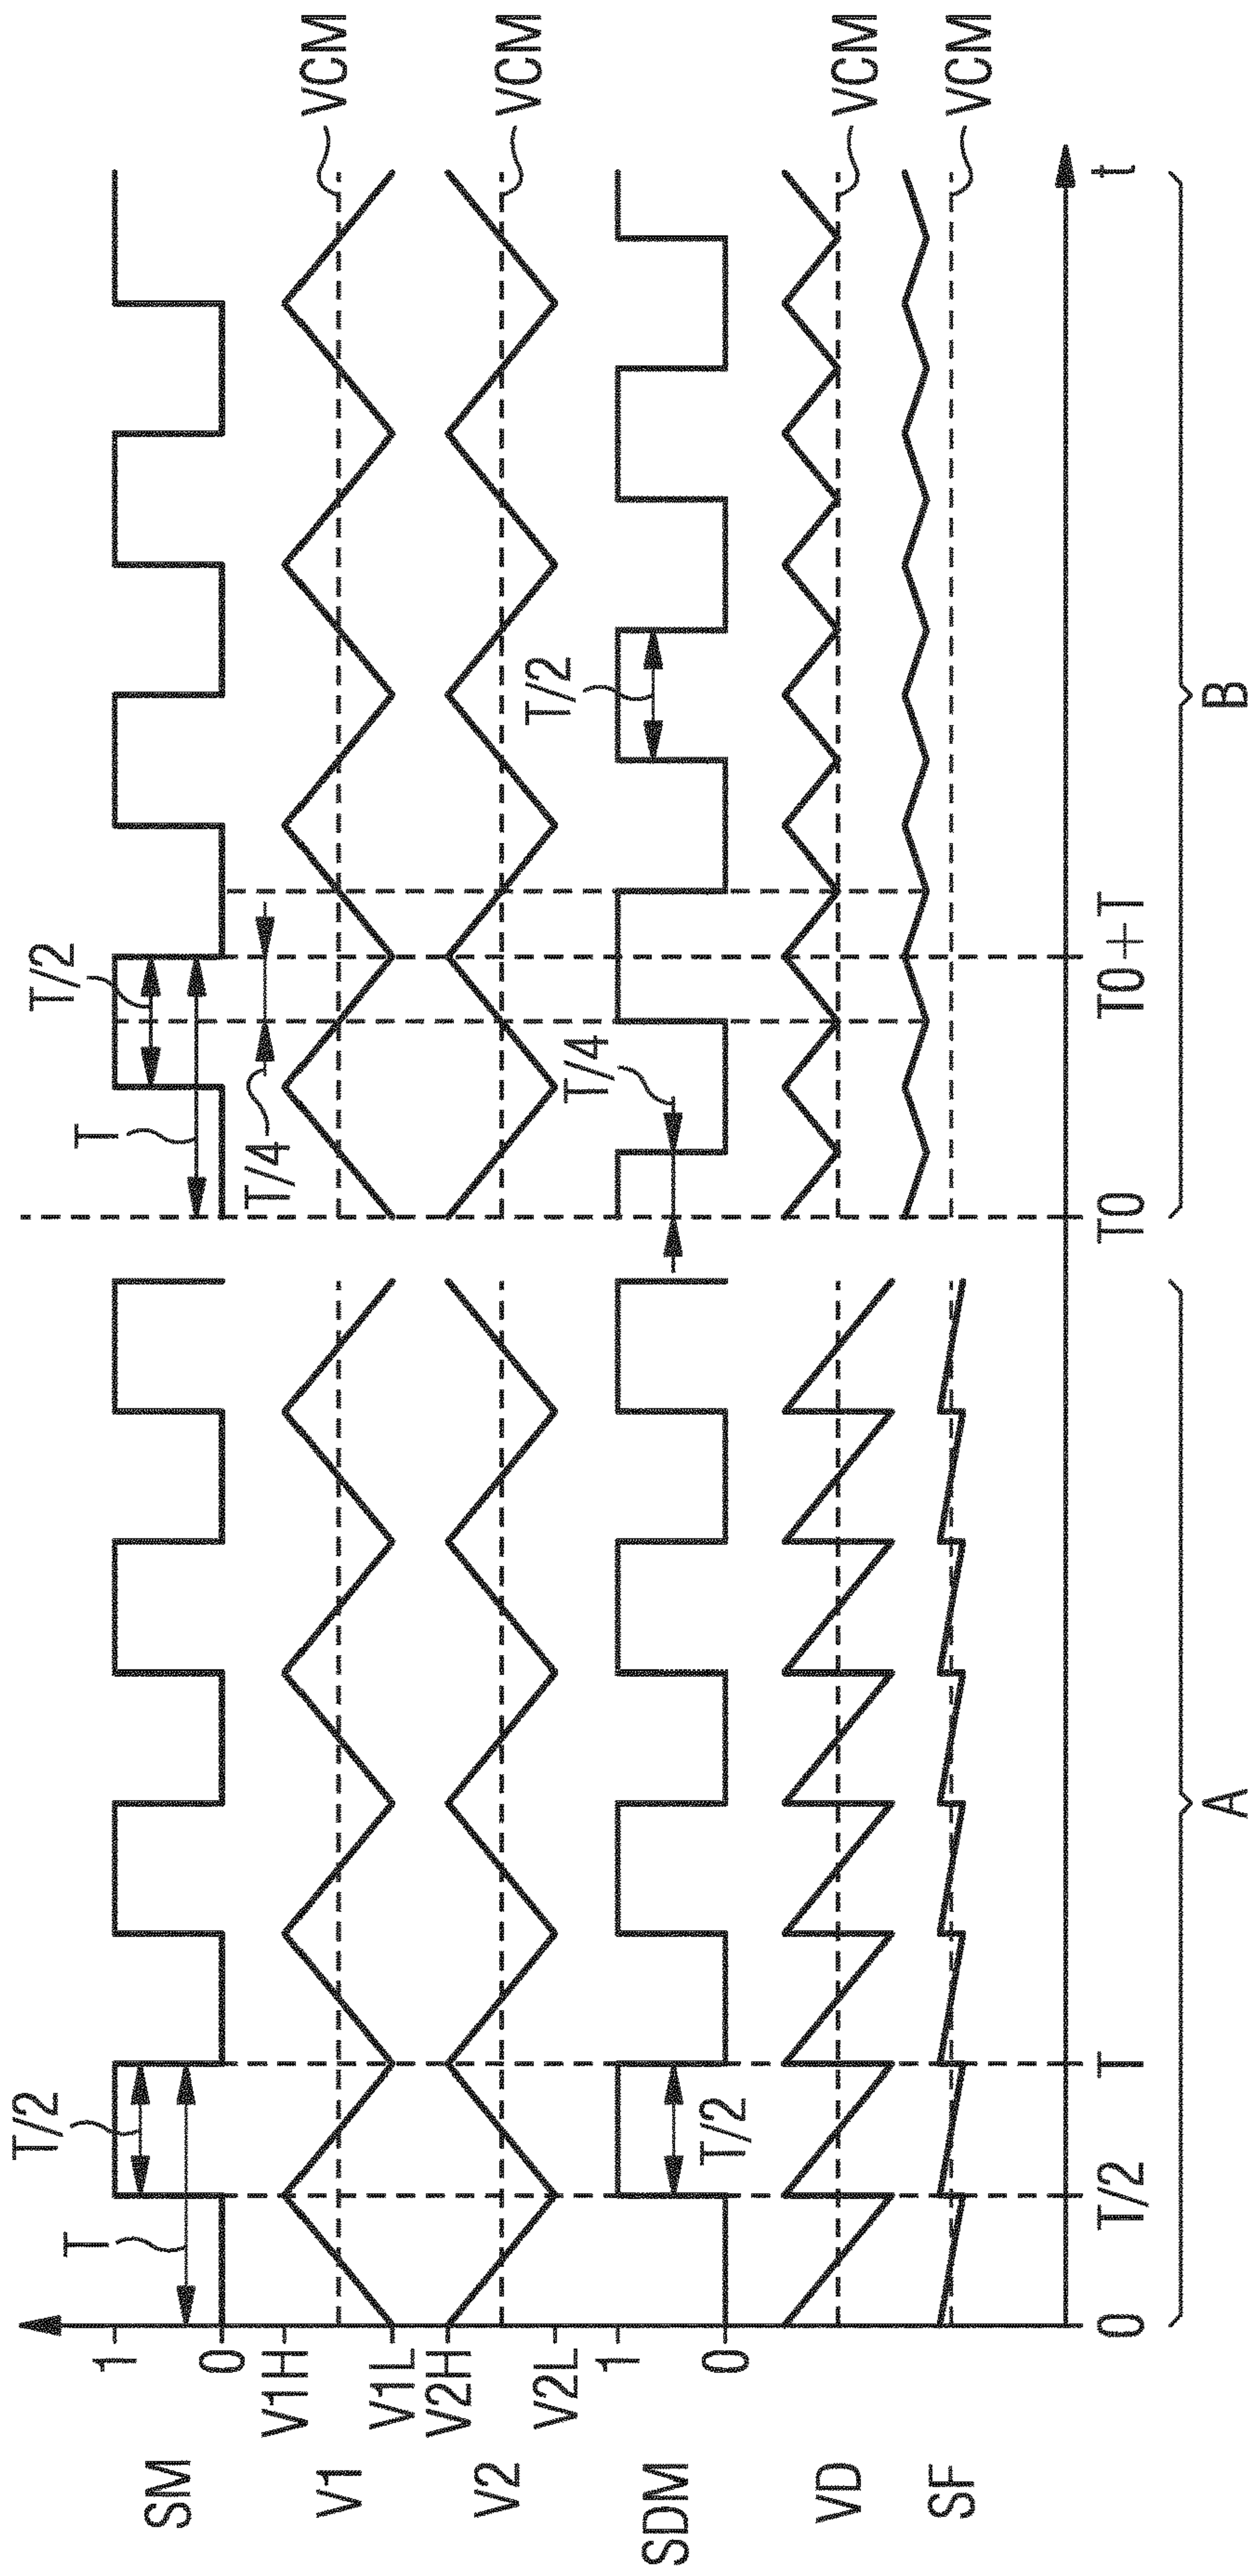 SM
1
0
T
T/2
T
T/2
T/4
V1
V1H
V1L
VCM
V2
V2H
V2L
VCM
SDM
1
0
T/2
T/4
T/2
VD
VCM
SF
VCM
0
T/2
T
T0
T0+T
t
A
B